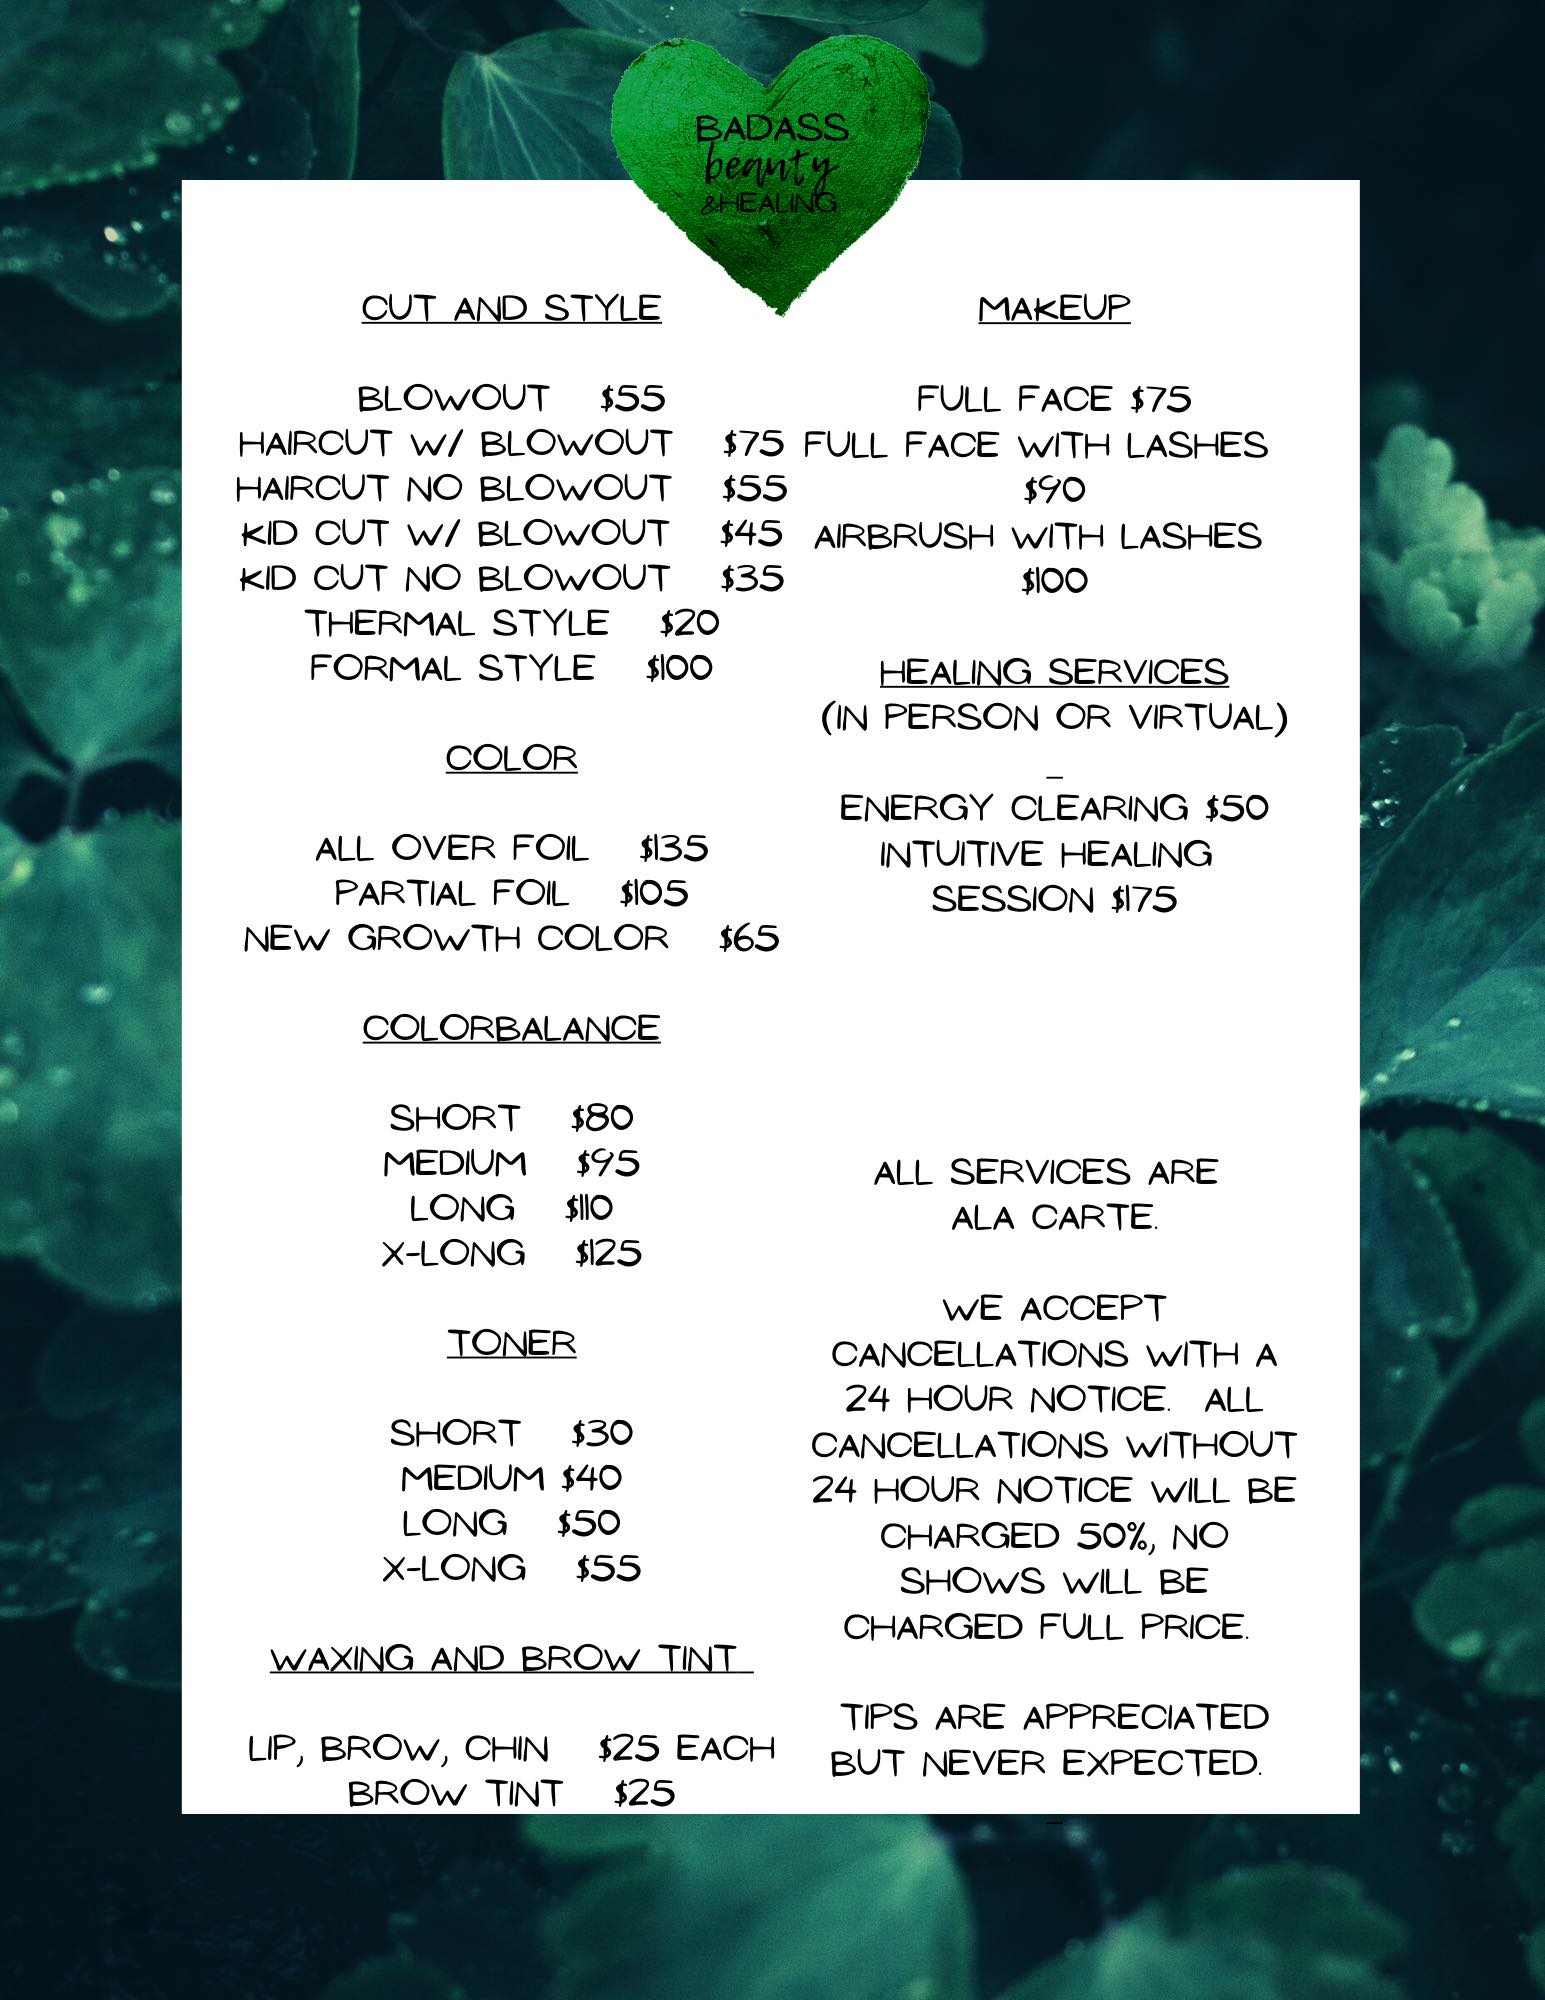 BADASS
beauty
&HEALING
CUT AND STYLE
BLOWOUT $55
HAIRCUT W/ BLOWOUT $75
HAIRCUT NO BLOWOUT $55
KID CUT W/ BLOWOUT $45
KID CUT NO BLOWOUT $35
THERMAL STYLE $20
FORMAL STYLE $100
COLOR
ALL OVER FOIL $135
PARTIAL FOIL $105
NEW GROWTH COLOR $65
COLORBALANCE
SHORT $80
MEDIUM $95
LONG $110
X-LONG $125
TONER
SHORT $30
MEDIUM $40
LONG $50
X-LONG $55
WAXING AND BROW TINT
LIP, BROW, CHIN $25 EACH
BROW TINT $25
MAKEUP
FULL FACE $75
FULL FACE WITH LASHES
$90
AIRBRUSH WITH LASHES
$100
HEALING SERVICES
(IN PERSON OR VIRTUAL)
ENERGY CLEARING $50
INTUITIVE HEALING
SESSION $175
ALL SERVICES ARE
ALA CARTE.
WE ACCEPT
CANCELLATIONS WITH A
24 HOUR NOTICE. ALL
CANCELLATIONS WITHOUT
24 HOUR NOTICE WILL BE
CHARGED 50%, NO
SHOWS WILL BE
CHARGED FULL PRICE.
TIPS ARE APPRECIATED
BUT NEVER EXPECTED.